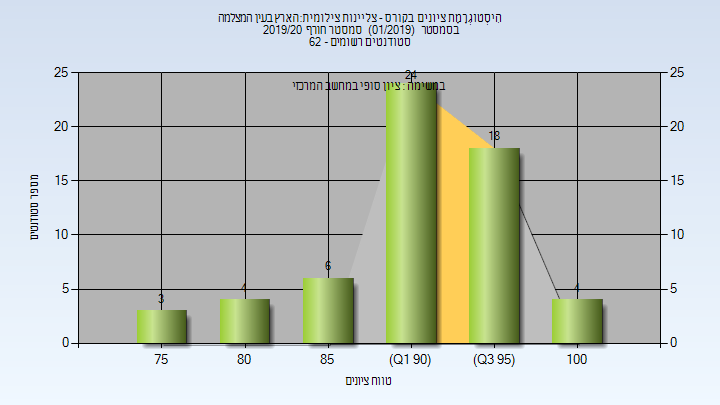 היסטוגרמת ציונים בקורס - צליינות צילומית:הארץ בעין המצלמה
בסמסטר (01/2019) סמסטר חורף 2019/20
סטודנטים רשומים - 62
במשימה : ציון סופי במחשב המרכזי
25 25
20 20
15 15
10 10
5 5
0 0
3 4 6 24 18 4
75 80 85 (Q1 90) (Q3 95) 100
מספר סטודנטים
טווח ציונים